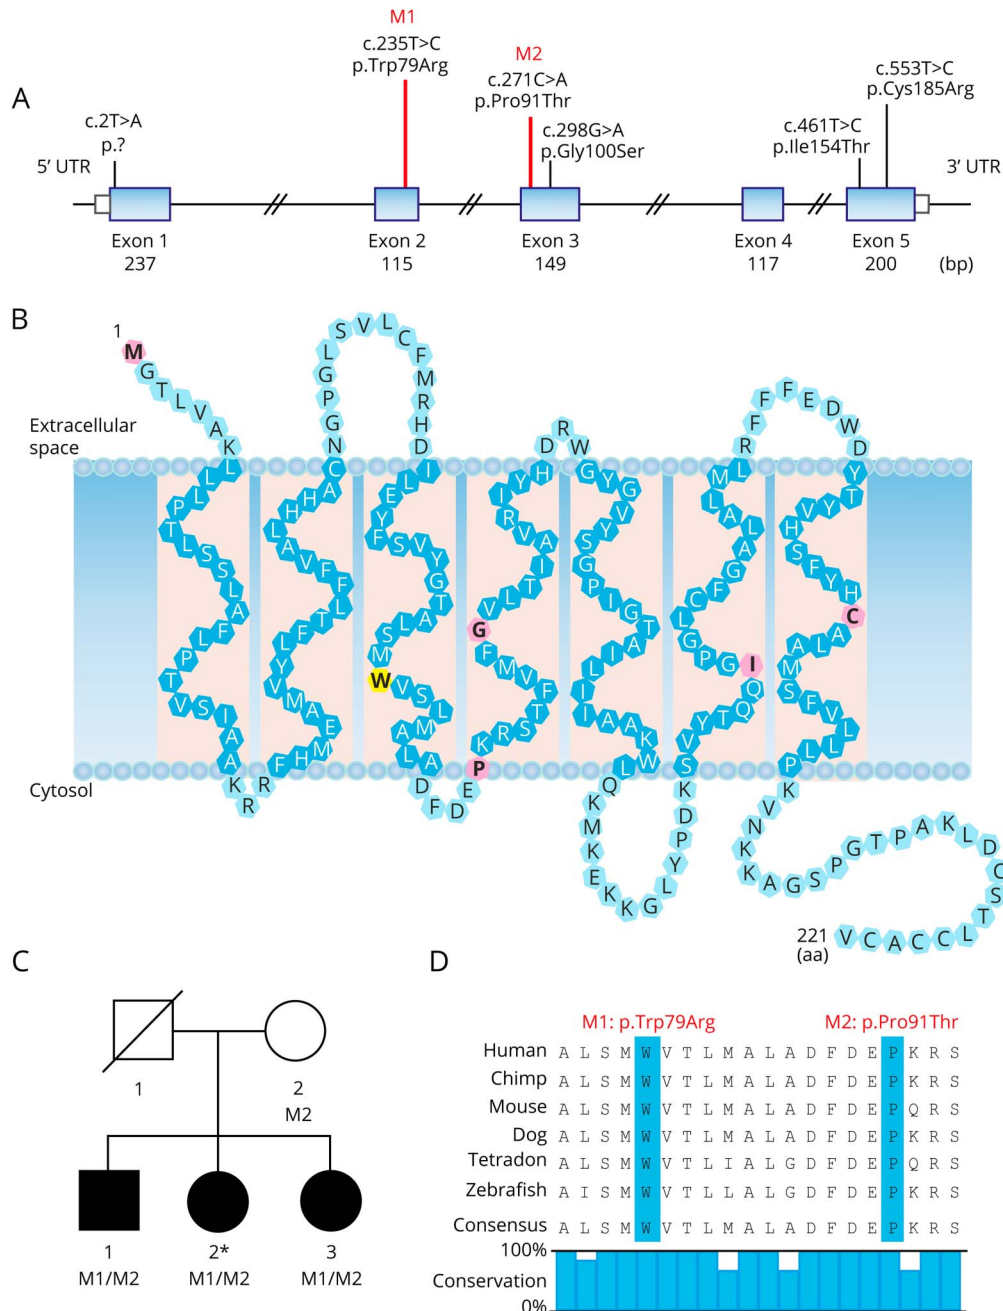 A
M1
c.235T>C
p.Trp79Arg
M2
c.271C>A
p.Pro91Thr
c.2T>A
p.?
c.298G>A
p.Gly100Ser
c.461T>C
p.Ile154Thr
c.553T>C
p.Cys185Arg
5' UTR
3' UTR
Exon 1
237
Exon 2
115
Exon 3
149
Exon 4
117
Exon 5
200
(bp)
B
1
Extracellular
space
Cytosol
M G T L V A K
L L L P T L S S L A F L P T V S I A A
K R R
F H M E A M V Y L F T L F F V A L H H A C
N G P G L S V L C F M R H D
I L E Y F S V Y G T A L S M W V S L M A L A
D F D E
P K R S T F V M F G V L T I A V R I Y H
D R W
G Y G V Y S G P I G T A I L I I A A K W L
Q K M K E K K G L Y P D K
S V Y T Q Q I G P G L C F G A L A L M L
R F F F E D W D
Y T Y V H S F Y H C A L A M S F V L L L P
K V N K K A G S P G T P A K L D C S T L C C A C V
221
(aa)
C
1
2
M2
1
M1/M2
2*
M1/M2
3
M1/M2
D
M1: p.Trp79Arg
M2: p.Pro91Thr
Human A L S M W V T L M A L A D F D E P K R S
Chimp A L S M W V T L M A L A D F D E P K R S
Mouse A L S M W V T L M A L A D F D E P Q R S
Dog A L S M W V T L M A L A D F D E P K R S
Tetradon A L S M W V T L I A L G D F D E P Q R S
Zebrafish A I S M W V T L L A L G D F D E P K R S
Consensus A L S M W V T L M A L A D F D E P K R S
100%
Conservation
0%